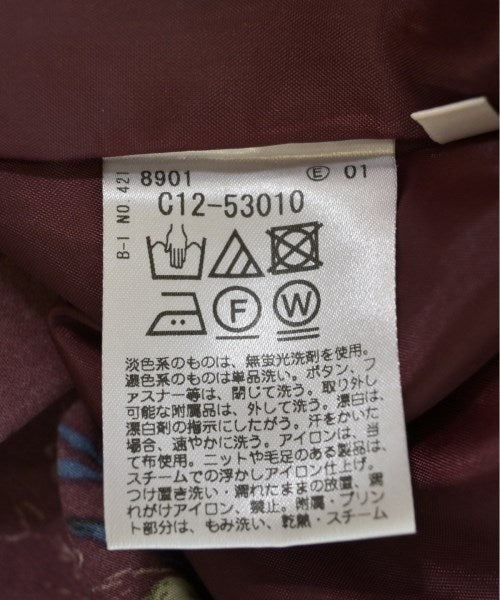 B-I NO 421
8901 E 01
C12-53010
F W
淡色系のものは、無蛍光洗剤を使用。
濃色系のものは単品洗い。ボタン、フ
ァスナー等は、閉じて洗う。取り外し
可能な附属品は、外して洗う。漂白は、
漂白剤の指示にしたがう。汗をかいた
場合、速やかに洗う。アイロンは、当
て布使用。ニットや毛足のある製品は、
スチームでの浮かしアイロン仕上げ。
つけ置き洗い・濡れたままの放置、濡
れがけアイロン、禁止。附属・プリン
ト部分は、もみ洗い、乾熱・スチーム